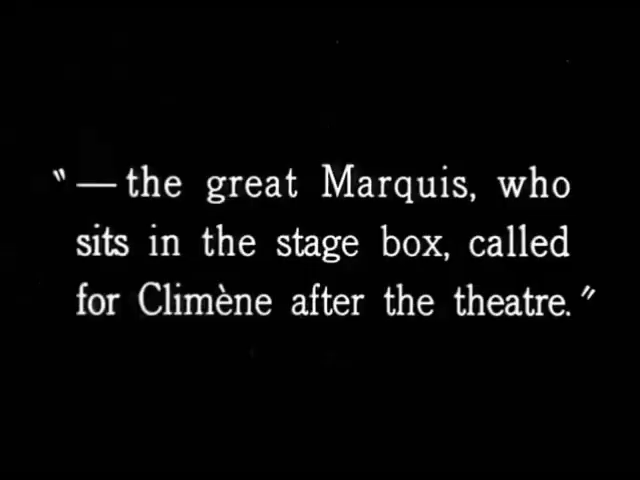 "—the great Marquis, who
sits in the stage box, called
for Climène after the theatre."